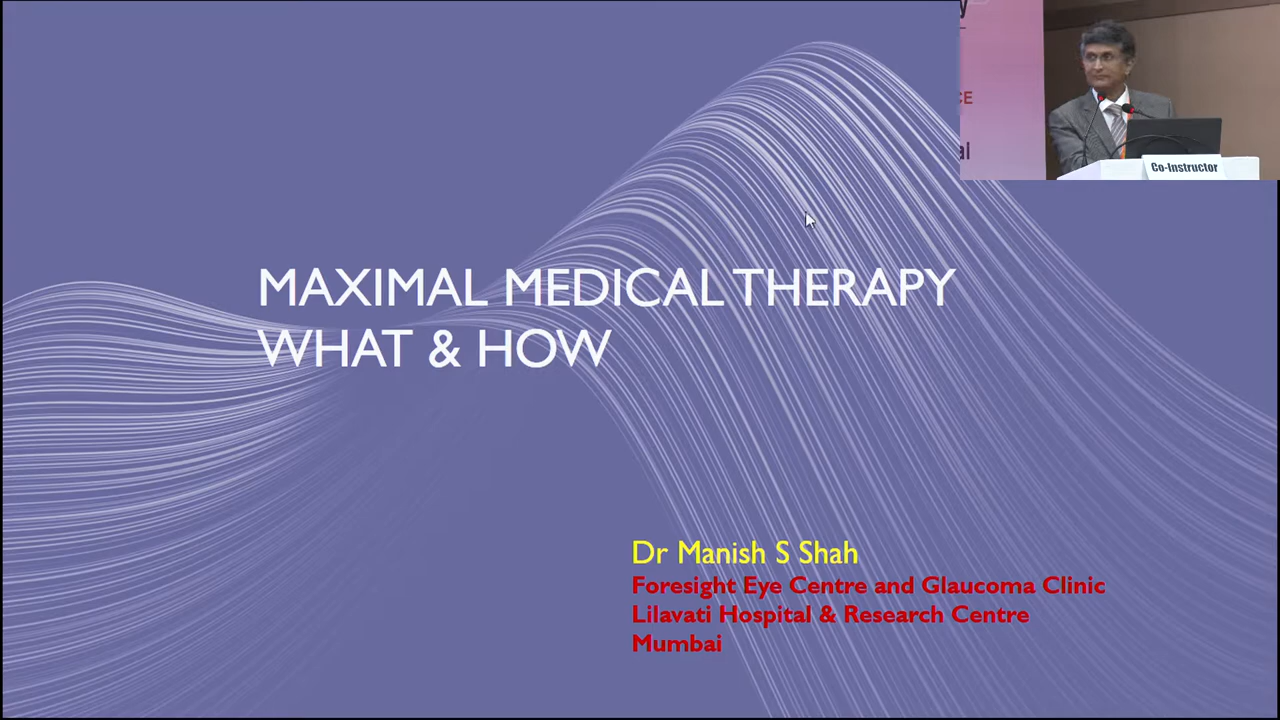 MAXIMAL MEDICAL THERAPY
WHAT & HOW
Dr Manish S Shah
Foresight Eye Centre and Glaucoma Clinic
Lilavati Hospital & Research Centre
Mumbai
Co-Instructor